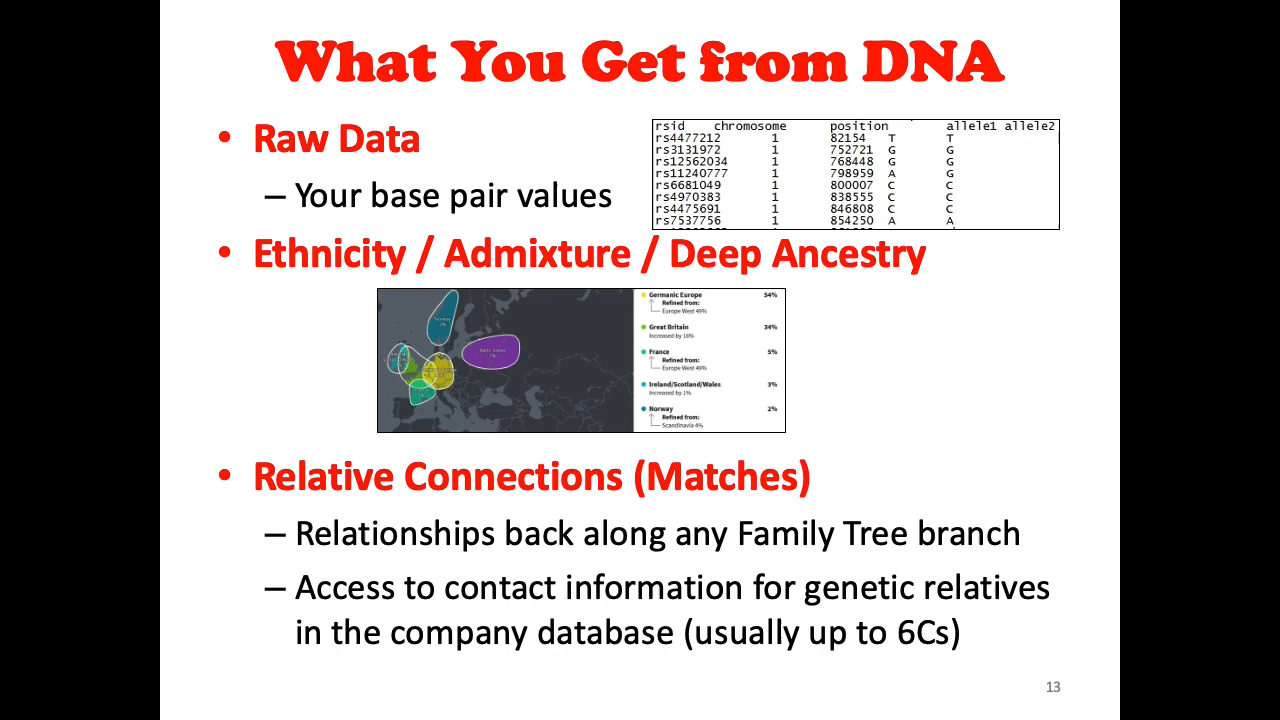 What You Get from DNA
• Raw Data
– Your base pair values
rsid chromosome position allele1 allele2
rs4477212 1 82154 T T
rs3131972 1 752721 G G
rs12562034 1 768448 G G
rs11240777 1 798959 A G
rs6681049 1 800007 C C
rs4970383 1 838555 C C
rs4475691 1 846808 C C
rs7537756 1 854250 A A
• Ethnicity / Admixture / Deep Ancestry
Norway
Germanic Europe 54%
Refined from:
Europe West 49%
Great Britain 34%
Increased by 16%
France 5%
Refined from:
Europe West 49%
Ireland/Scotland/Wales 3%
Increased by 1%
Norway 2%
Refined from:
Scandinavia 4%
• Relative Connections (Matches)
– Relationships back along any Family Tree branch
– Access to contact information for genetic relatives
in the company database (usually up to 6Cs)
13